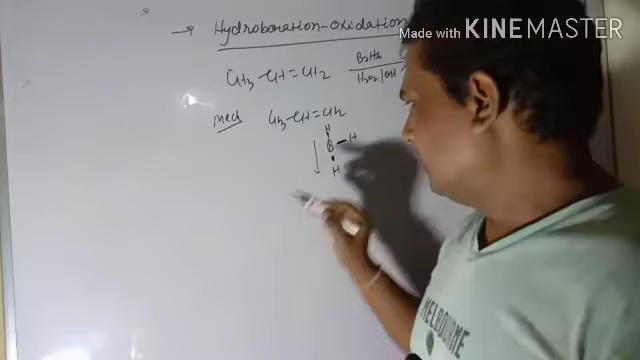 → Hydroboration-Oxidation
Made with KINEMASTER
CH3-CH=CH2 B2H6
H2O2/OH
Mech CH3-CH=CH2
H
B - H
H
MELBOURNE